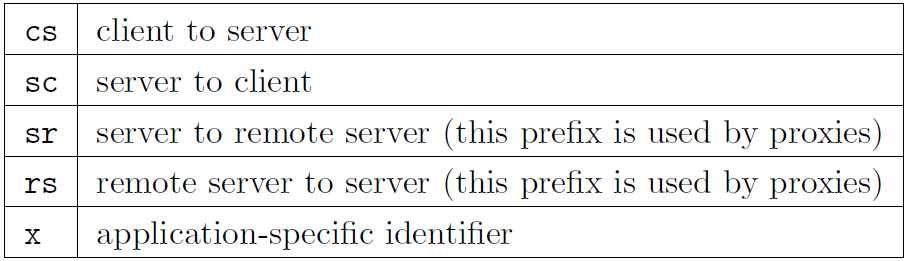 cs client to server
sc server to client
sr server to remote server (this prefix is used by proxies)
rs remote server to server (this prefix is used by proxies)
x application-specific identifier